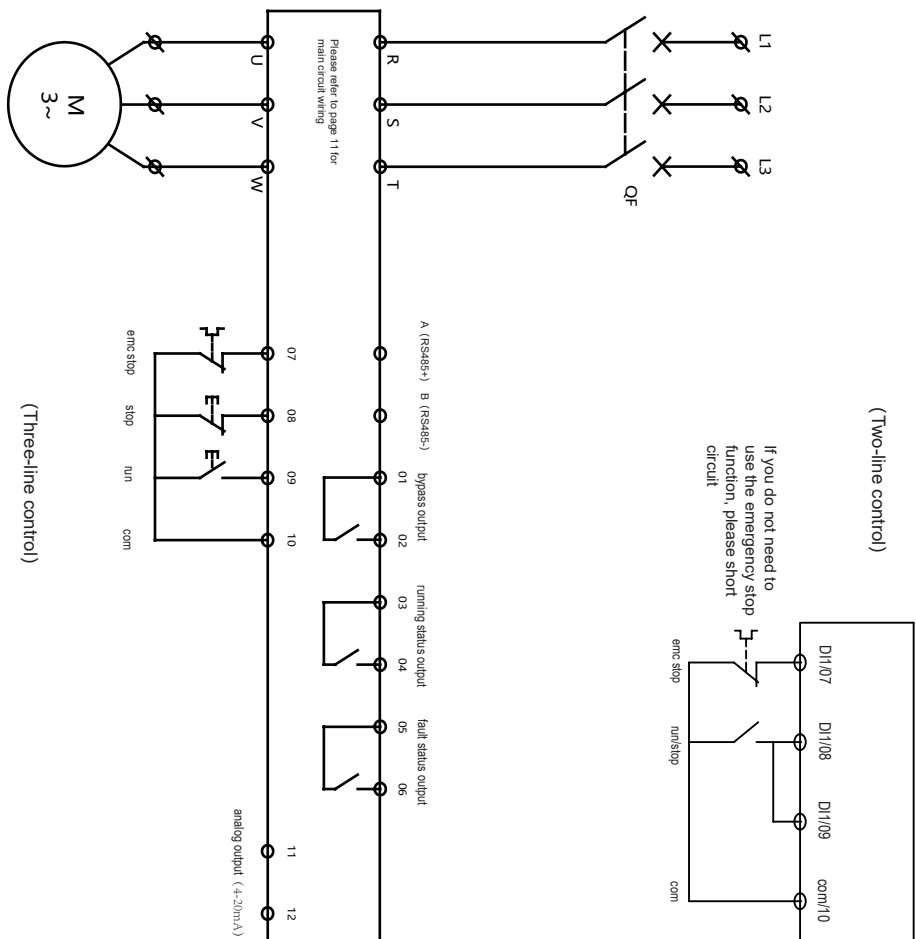 L1
L2
L3
QF
R
S
T
Please refer to page 11 for
main circuit wiring
U
V
W
M
3~
A (RS485+)
B (RS485-)
01
bypass output
02
03
running status output
04
05
fault status output
06
07
08
09
10
11
12
emc stop
stop
run
com
analog output (4-20mA)
(Three-line control)
(Two-line control)
If you do not need to
use the emergency stop
function, please short
circuit
DI1/07
DI1/08
DI1/09
com/10
emc stop
run/stop
com